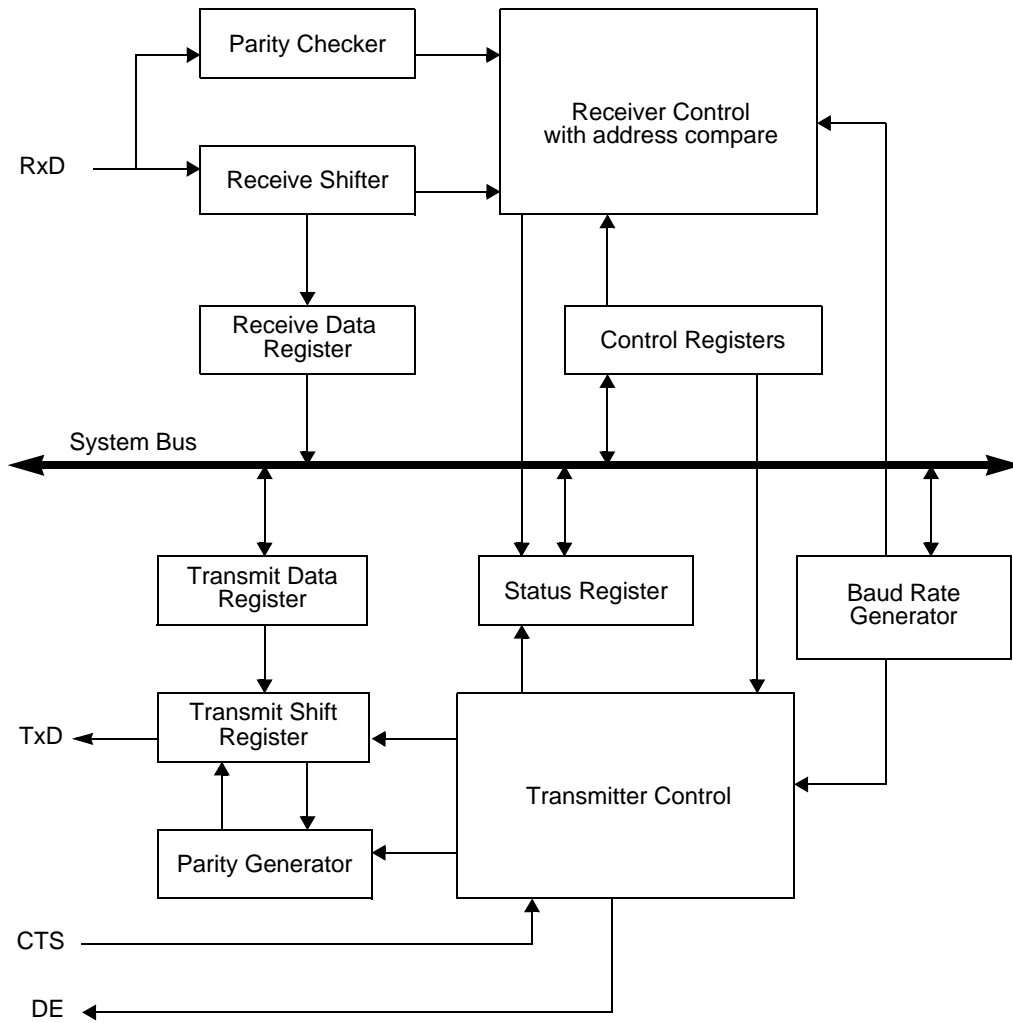 Parity Checker
Receiver Control
with address compare
RxD
Receive Shifter
Receive Data
Register
Control Registers
System Bus
Transmit Data
Register
Status Register
Baud Rate
Generator
Transmit Shift
Register
TxD
Transmitter Control
Parity Generator
CTS
DE